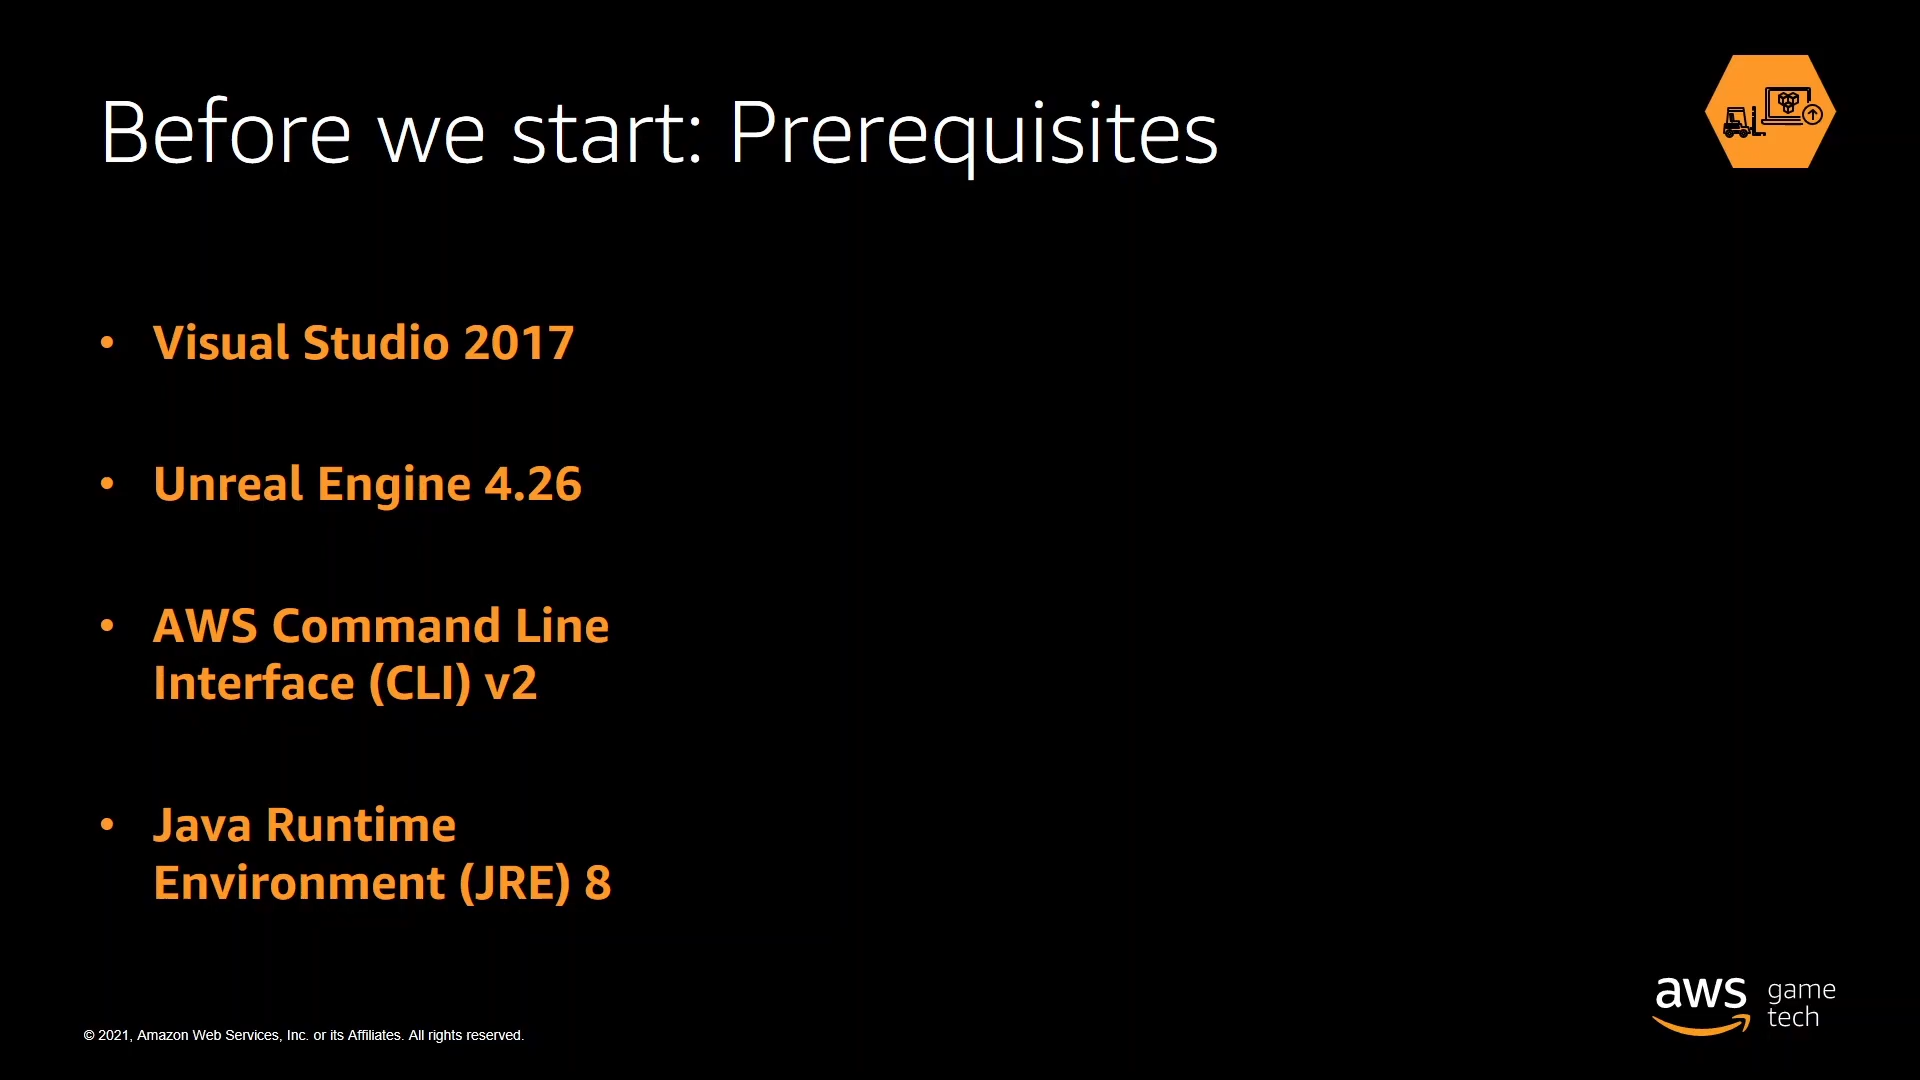 Before we start: Prerequisites
• Visual Studio 2017
• Unreal Engine 4.26
• AWS Command Line
Interface (CLI) v2
• Java Runtime
Environment (JRE) 8
aws game
tech
© 2021, Amazon Web Services, Inc. or its Affiliates. All rights reserved.